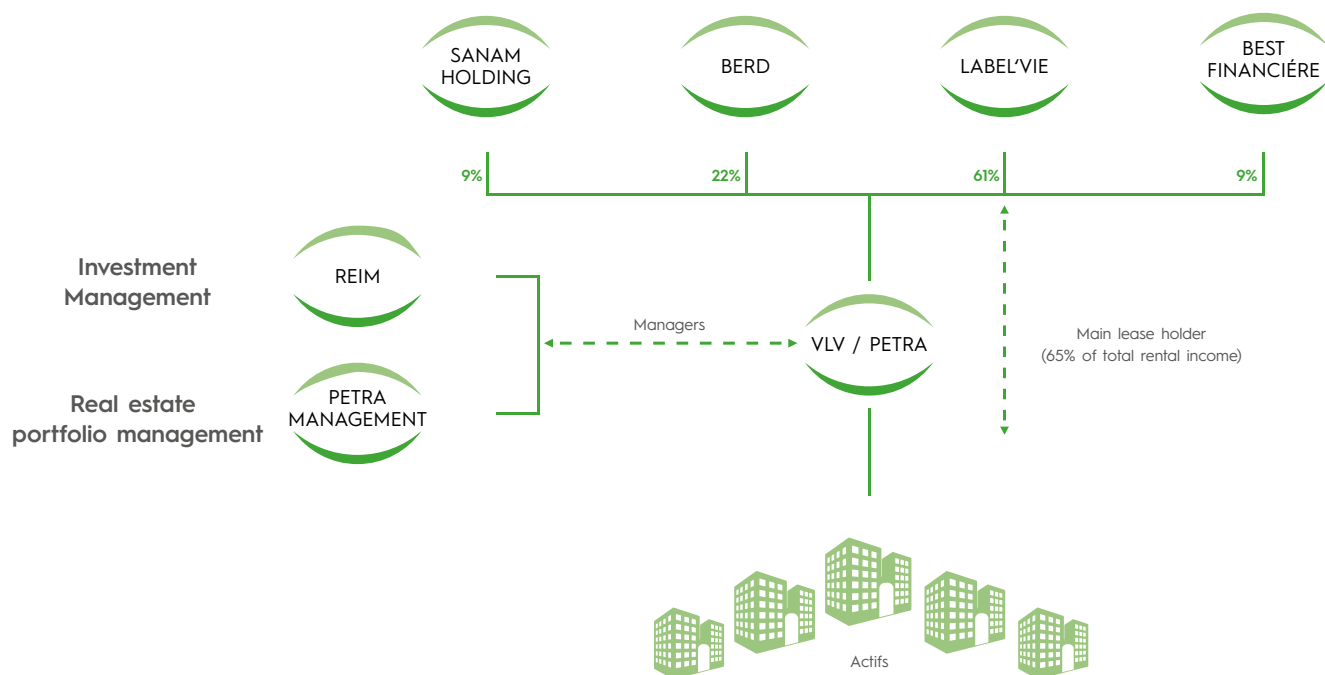 SANAM
HOLDING
BERD
LABEL'VIE
BEST
FINANCIÉRE
9%
22%
61%
9%
Investment
Management
REIM
Managers
VLV / PETRA
Main lease holder
(65% of total rental income)
Real estate
portfolio management
PETRA
MANAGEMENT
Actifs